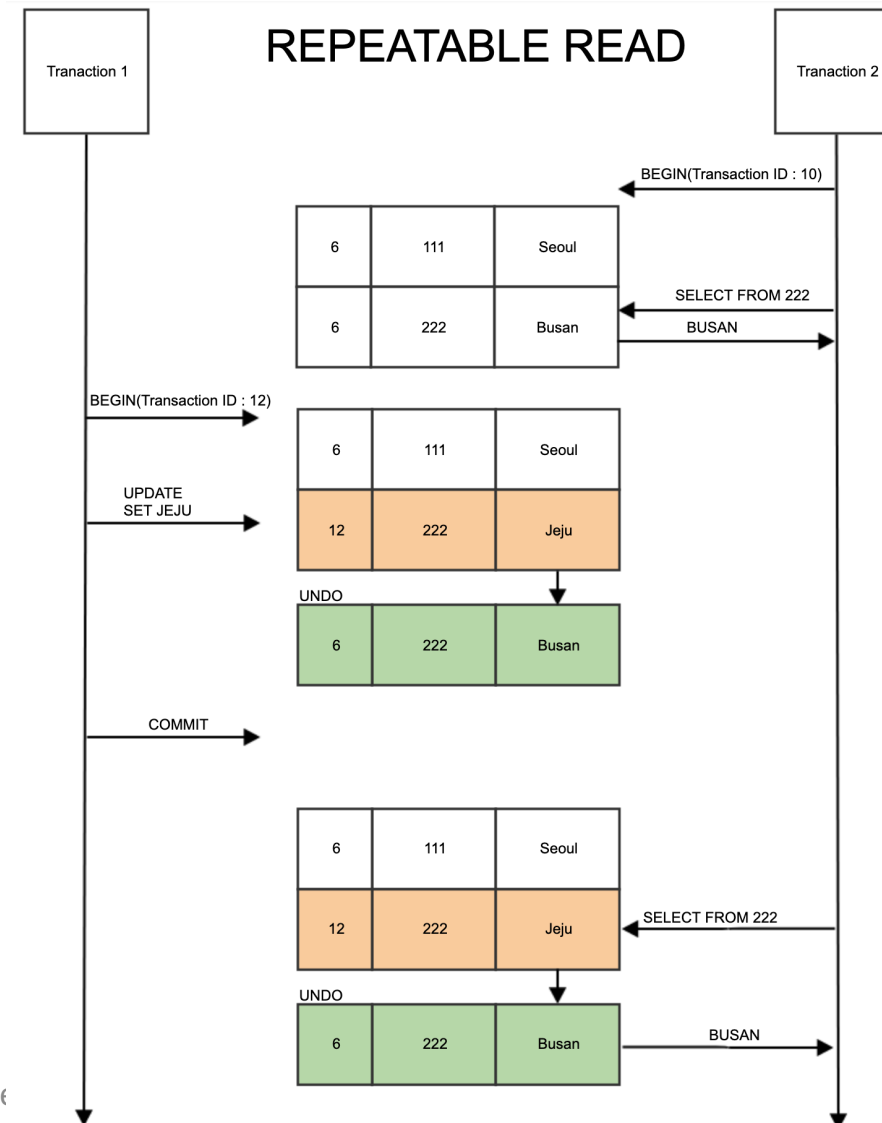 REPEATABLE READ
Tranaction 1
Tranaction 2
BEGIN(Transaction ID : 10)
6 111 Seoul
SELECT FROM 222
6 222 Busan
BUSAN
BEGIN(Transaction ID : 12)
6 111 Seoul
UPDATE
SET JEJU
12 222 Jeju
UNDO
6 222 Busan
COMMIT
6 111 Seoul
12 222 Jeju
SELECT FROM 222
UNDO
6 222 Busan
BUSAN